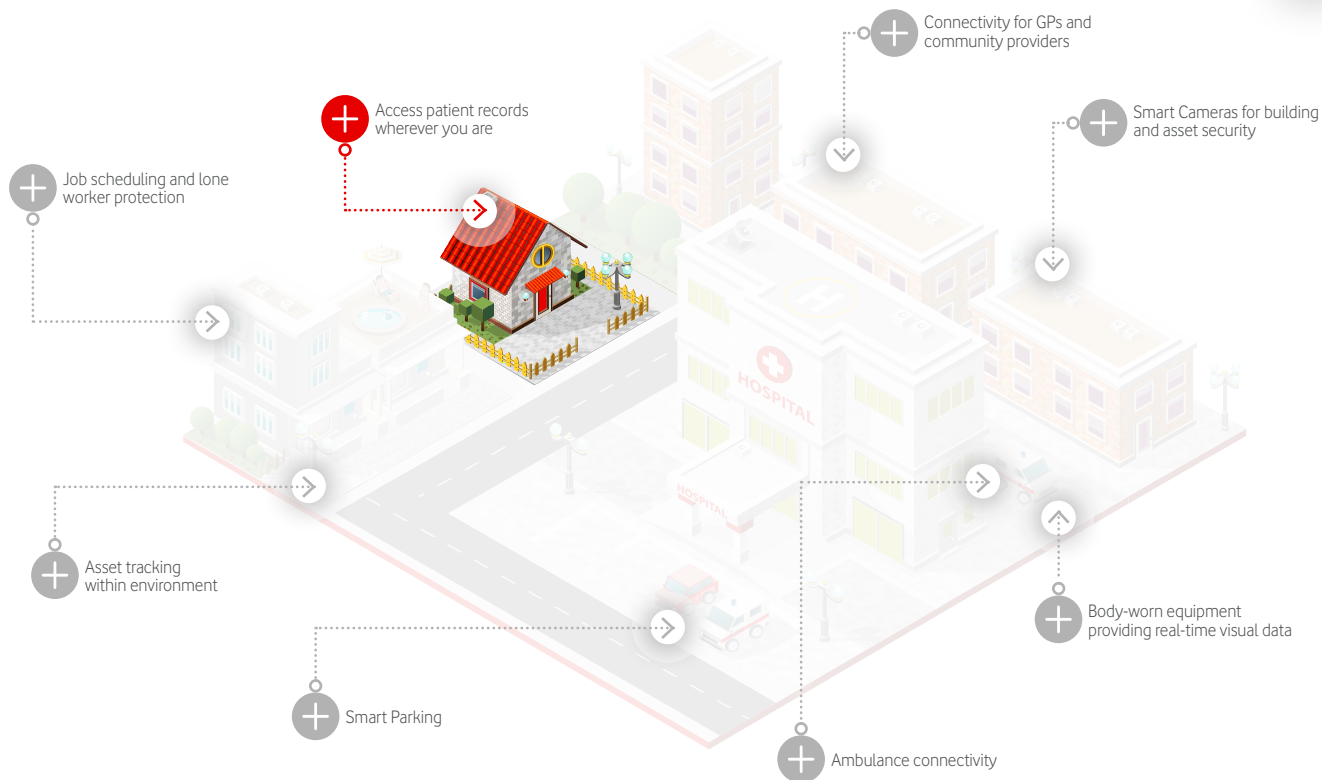 Connectivity for GPs and
community providers
Access patient records
wherever you are
Smart Cameras for building
and asset security
Job scheduling and lone
worker protection
HOSPITAL
HOSPITAL
Asset tracking
within environment
Body-worn equipment
providing real-time visual data
Smart Parking
Ambulance connectivity